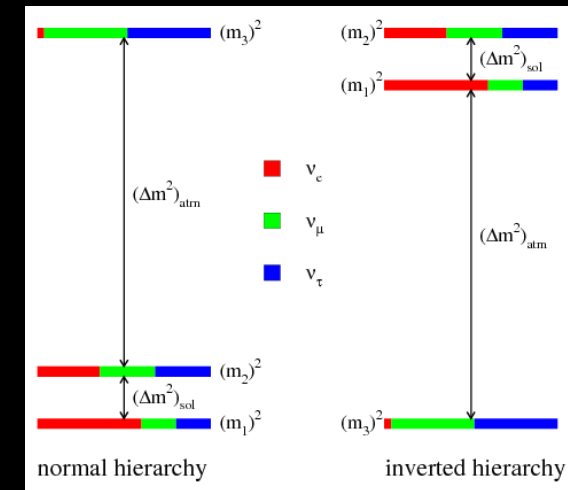 (m₃)²
(Δm²)atm
(m₂)²
(Δm²)sol
(m₁)²
normal hierarchy
νe
νμ
ντ
(m₂)²
(Δm²)sol
(m₁)²
(Δm²)atm
(m₃)²
inverted hierarchy